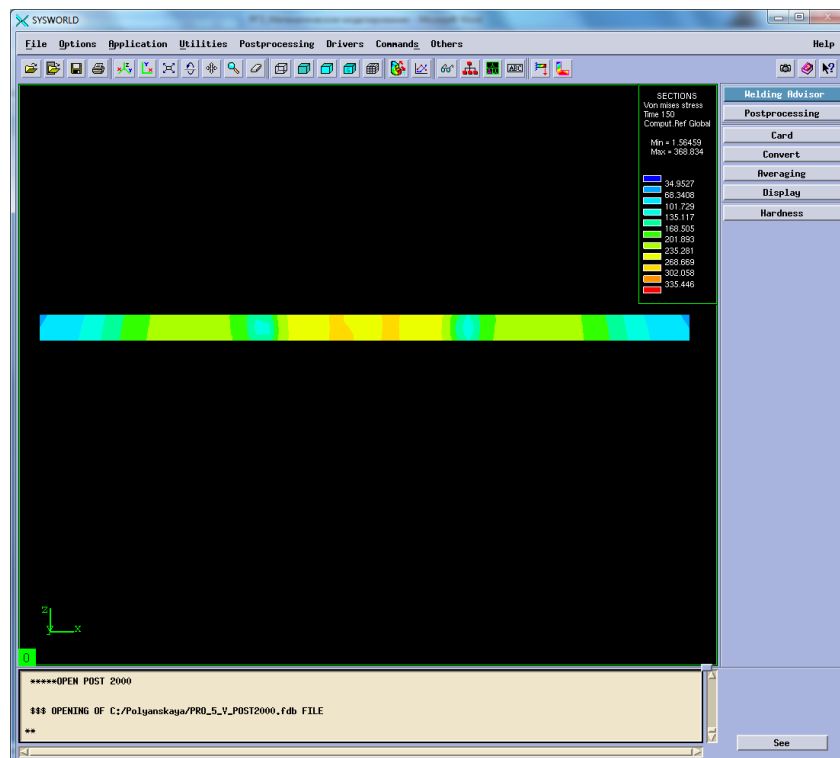 SYSWORLD
File Options Application Utilities Postprocessing Drivers Commands Others Help
ABC
SECTIONS
Von mises stress
Time 150
Comput.Ref Global
Min = 1.56459
Max = 368.834
34.9527
68.3408
101.729
135.117
168.505
201.893
235.281
268.669
302.058
335.446
Welding Advisor
Postprocessing
Card
Convert
Averaging
Display
Hardness
Z
X
0
*****OPEN POST 2000
$$$ OPENING OF C:/Polyanskaya/PRO_5_V_POST2000.fdb FILE
**
See